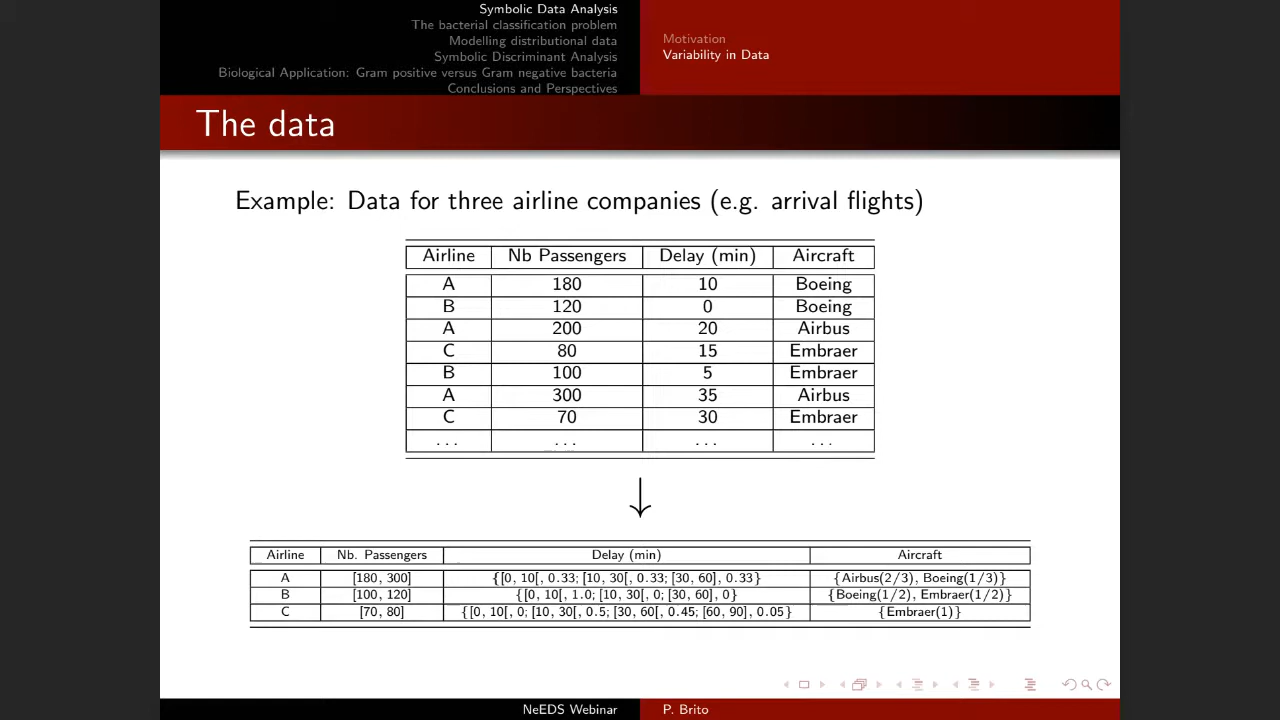 Symbolic Data Analysis
The bacterial classification problem
Modelling distributional data
Symbolic Discriminant Analysis
Biological Application: Gram positive versus Gram negative bacteria
Conclusions and Perspectives
Motivation
Variability in Data
The data
Example: Data for three airline companies (e.g. arrival flights)
Airline Nb Passengers Delay (min) Aircraft
A 180 10 Boeing
B 120 0 Boeing
A 200 20 Airbus
C 80 15 Embraer
B 100 5 Embraer
A 300 35 Airbus
C 70 30 Embraer
... ... ... ...
↓
Airline Nb. Passengers Delay (min) Aircraft
A [180, 300] {[0, 10[, 0.33; [10, 30[, 0.33; [30, 60], 0.33} {Airbus(2/3), Boeing(1/3)}
B [100, 120] {[0, 10[, 1.0; [10, 30[, 0; [30, 60], 0} {Boeing(1/2), Embraer(1/2)}
C [70, 80] {[0, 10[, 0; [10, 30[, 0.5; [30, 60[, 0.45; [60, 90], 0.05} {Embraer(1)}
NeEDS Webinar P. Brito